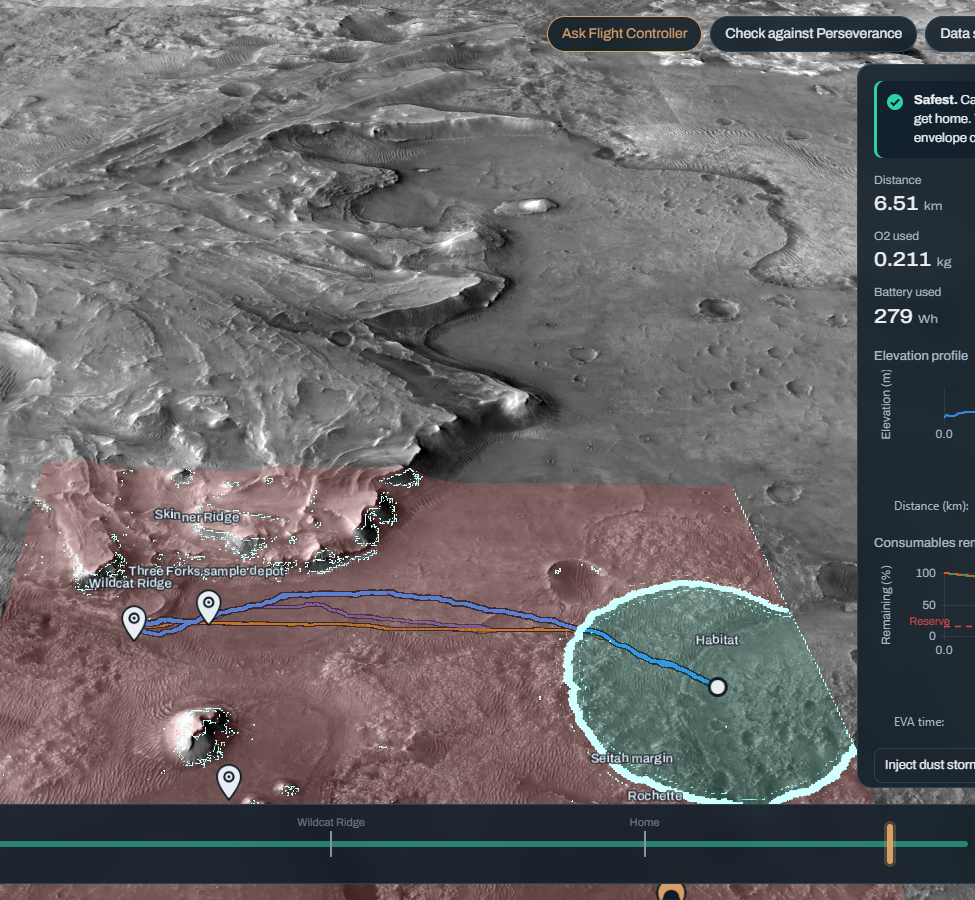 Ask Flight Controller
Check against Perseverance
Data
Safest. Ca
get home.
envelope
Distance
6.51 km
O2 used
0.211 kg
Battery used
279 Wh
Elevation profile
Elevation (m)
0.0
Distance (km):
Consumables rem
Remaining (%)
100
50
Reserve
0
0.0
EVA time:
Inject dust storm
Skinner Ridge
Three Forks sample depot
Wildcat Ridge
Habitat
Seitah margin
Rochette
Wildcat Ridge
Home